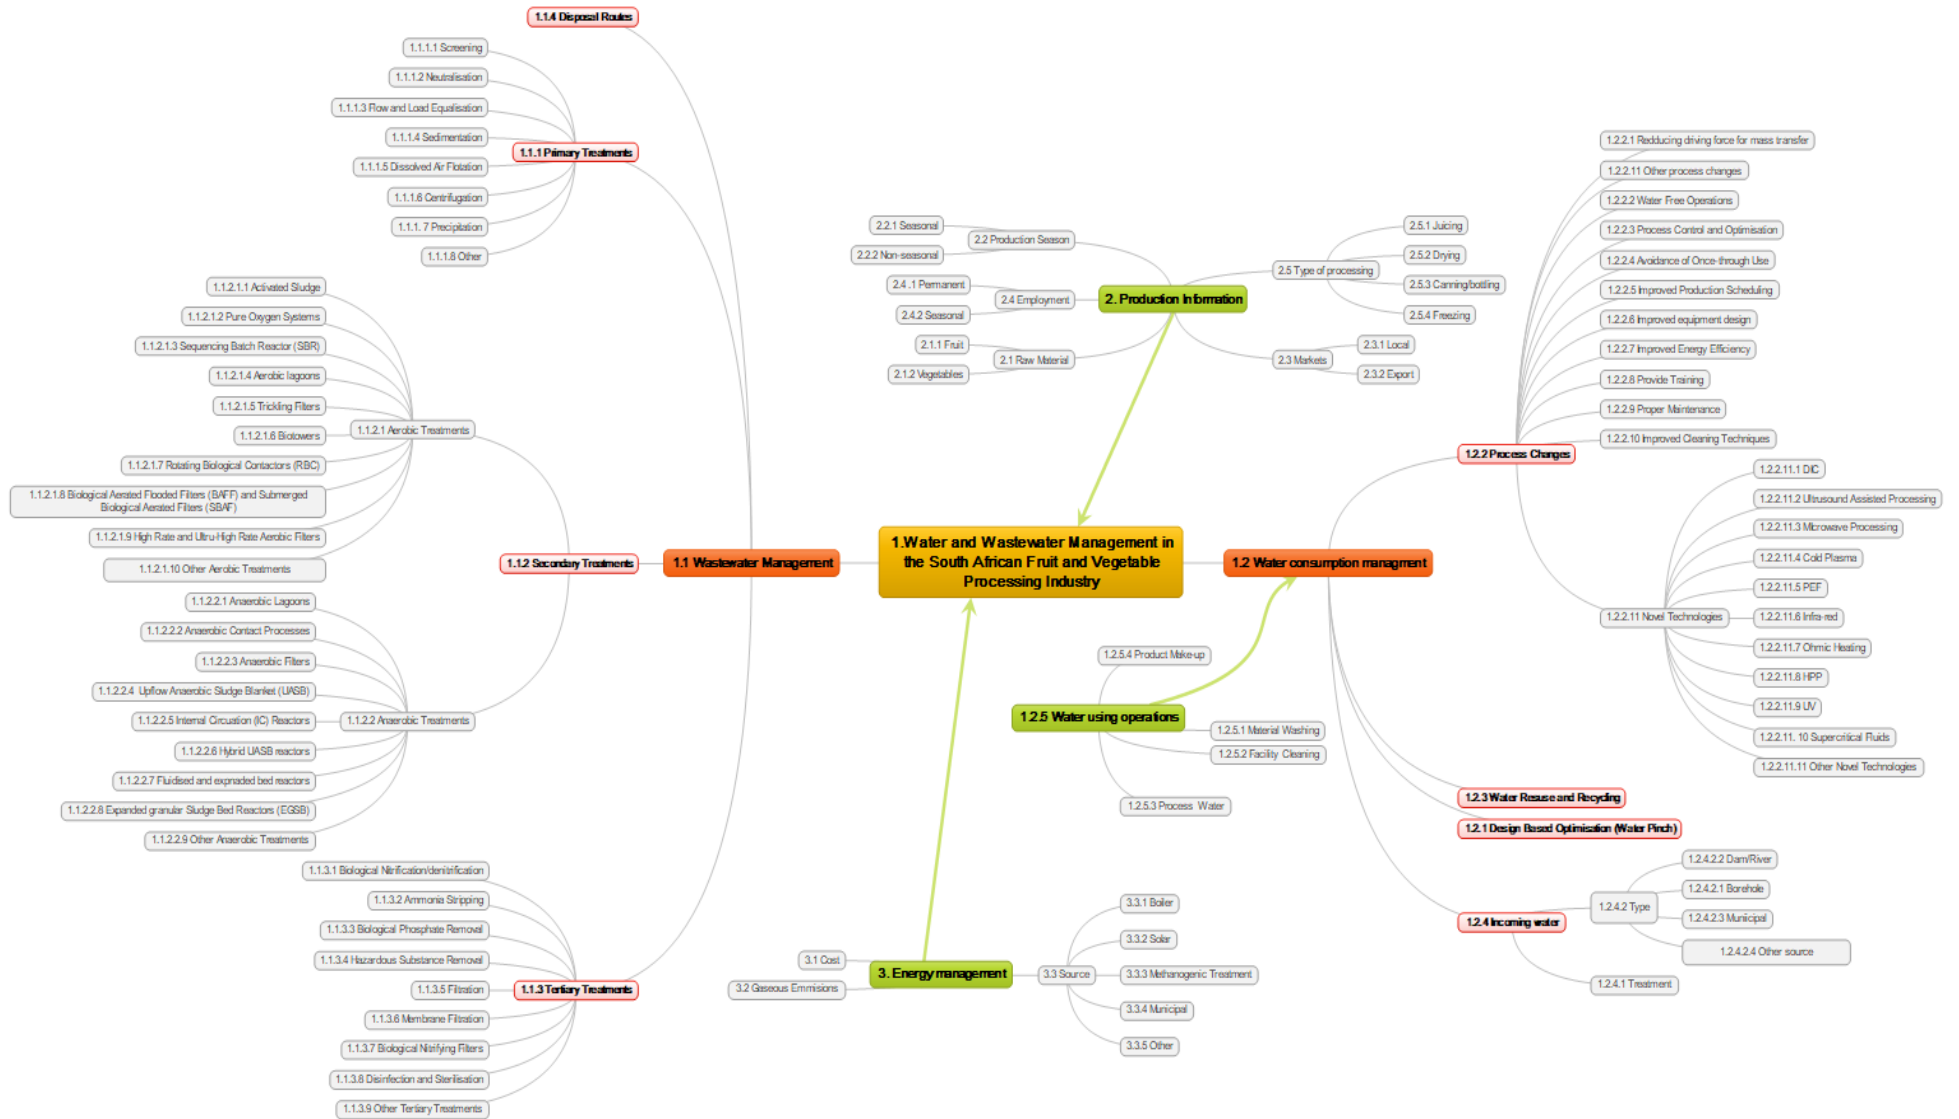 1.1.4 Disposal Routes
1.1.1.1 Screening
1.1.1.2 Neutralisation
1.1.1.3 Flow and Load Equalisation
1.1.1.4 Sedimentation
1.1.1 Primary Treatments
1.1.1.5 Dissolved Air Flotation
1.1.1.6 Centrifugation
1.1.1. 7 Precipitation
1.1.1.8 Other
1.1.2.1.1 Activated Sludge
1.1.2.1.2 Pure Oxygen Systems
1.1.2.1.3 Sequencing Batch Reactor (SBR)
1.1.2.1.4 Aerobic lagoons
1.1.2.1.5 Trickling Filters
1.1.2.1.6 Biotowers
1.1.2.1 Aerobic Treatments
1.1.2.1.7 Rotating Biological Contactors (RBC)
1.1.2.1.8 Biological Aerated Flooded Filters (BAFF) and Submerged
Biological Aerated Filters (SBAF)
1.1.2.1.9 High Rate and Ultru-High Rate Aerobic Filters
1.1.2.1.10 Other Aerobic Treatments
1.1.2 Secondary Treatments
1.1 Wastewater Management
1.1.2.2.1 Anaerobic Lagoons
1.1.2.2.2 Anaerobic Contact Processes
1.1.2.2.3 Anaerobic Filters
1.1.2.2.4 Upflow Anaerobic Sludge Blanket (UASB)
1.1.2.2.5 Internal Circuation (IC) Reactors
1.1.2.2 Anaerobic Treatments
1.1.2.2.6 Hybrid UASB reactors
1.1.2.2.7 Fluidised and expnaded bed reactors
1.1.2.2.8 Expanded granular Sludge Bed Reactors (EGSB)
1.1.2.2.9 Other Anaerobic Treatments
1.1.3.1 Biological Nitrification/denitrification
1.1.3.2 Ammonia Stripping
1.1.3.3 Biological Phosphate Removal
1.1.3.4 Hazardous Substance Removal
1.1.3.5 Filtration
1.1.3 Tertiary Treatments
1.1.3.6 Membrane Filtration
1.1.3.7 Biological Nitrifying Filters
1.1.3.8 Disinfection and Sterilisation
1.1.3.9 Other Tertiary Treatments
2.2.1 Seasonal
2.2 Production Season
2.2.2 Non-seasonal
2.4 .1 Permanent
2.4 Employment
2.4.2 Seasonal
2.1.1 Fruit
2.1 Raw Material
2.1.2 Vegetables
2. Production Information
2.5.1 Juicing
2.5.2 Drying
2.5 Type of processing
2.5.3 Canning/bottling
2.5.4 Freezing
2.3.1 Local
2.3 Markets
2.3.2 Export
1.Water and Wastewater Management in
the South African Fruit and Vegetable
Processing Industry
1.2 Water consumption managment
1.2.5.4 Product Make-up
1.2.5 Water using operations
1.2.5.1 Material Washing
1.2.5.2 Facility Cleaning
1.2.5.3 Process Water
3.1 Cost
3. Energy management
3.2 Gaseous Emmisions
3.3 Source
3.3.1 Boiler
3.3.2 Solar
3.3.3 Methanogenic Treatment
3.3.4 Municipal
3.3.5 Other
1.2.2.1 Redducing driving force for mass transfer
1.2.2.11 Other process changes
1.2.2.2 Water Free Operations
1.2.2.3 Process Control and Optimisation
1.2.2.4 Avoidance of Once-through Use
1.2.2.5 Improved Production Scheduling
1.2.2.6 Improved equipment design
1.2.2.7 Improved Energy Efficiency
1.2.2.8 Provide Training
1.2.2.9 Proper Maintenance
1.2.2.10 Improved Cleaning Techniques
1.2.2 Process Changes
1.2.2.11.1 DIC
1.2.2.11.2 Ultrusound Assisted Processing
1.2.2.11.3 Microwave Processing
1.2.2.11.4 Cold Plasma
1.2.2.11.5 PEF
1.2.2.11 Novel Technologies
1.2.2.11.6 Infra-red
1.2.2.11.7 Ohmic Heating
1.2.2.11.8 HPP
1.2.2.11.9 UV
1.2.2.11. 10 Supercritical Fluids
1.2.2.11.11 Other Novel Technologies
1.2.3 Water Resuse and Recycling
1.2.1 Design Based Optimisation (Water Pinch)
1.2.4.2.2 Dam/River
1.2.4.2.1 Borehole
1.2.4.2 Type
1.2.4 Incoming water
1.2.4.2.3 Municipal
1.2.4.2.4 Other source
1.2.4.1 Treatment